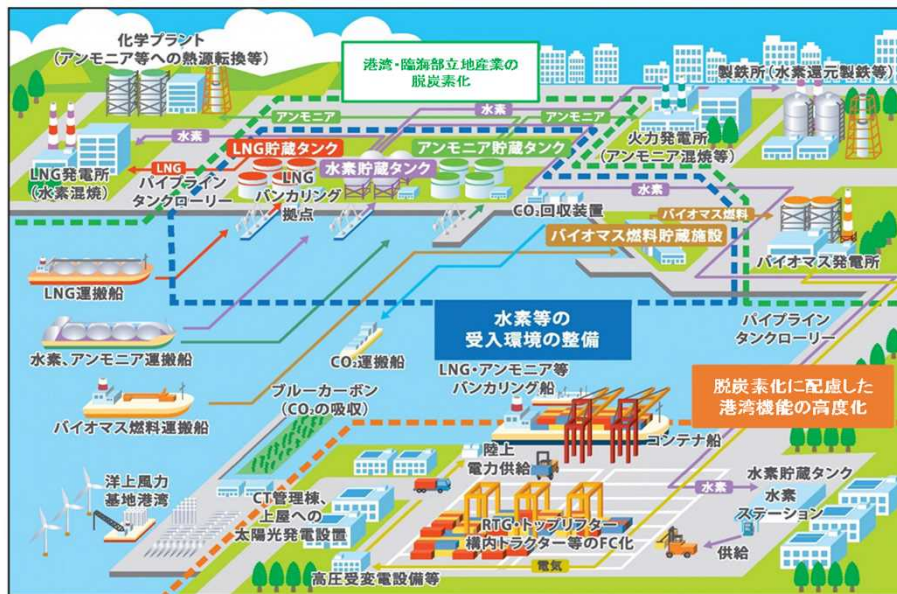 化学プラント
(アンモニア等への熱源転換等)
港湾・臨海部立地産業の
脱炭素化
製鉄所(水素還元製鉄等)
アンモニア
アンモニア
水素
LNG貯蔵タンク
アンモニア貯蔵タンク
火力発電所
(アンモニア混焼等)
水素貯蔵タンク
LNG
LNG発電所
(水素混焼)
パイプライン
タンクローリー
LNG
バンカリング
拠点
水素
CO₂回収装置
バイオマス燃料
バイオマス燃料貯蔵施設
バイオマス発電所
LNG運搬船
水素等の
受入環境の整備
パイプライン
タンクローリー
水素、アンモニア運搬船
CO₂運搬船
LNG・アンモニア等
バンカリング船
脱炭素化に配慮した
港湾機能の高度化
バイオマス燃料運搬船
ブルーカーボン
(CO₂の吸収)
コンテナ船
陸上
電力供給
洋上風力
基地港湾
CT管理棟、
上屋への
太陽光発電設置
水素貯蔵タンク
水素
水素
ステーション
RTG・トップリフター
構内トラクター等のFC化
供給
電気
高圧受変電設備等